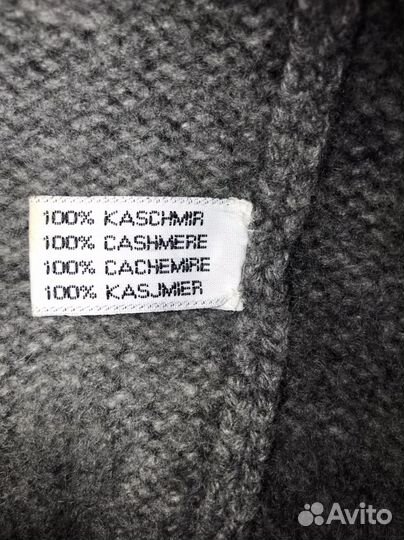 100% KASCHMIR
100% CASHMERE
100% CACHEMIRE
100% KASJMIER
Avito